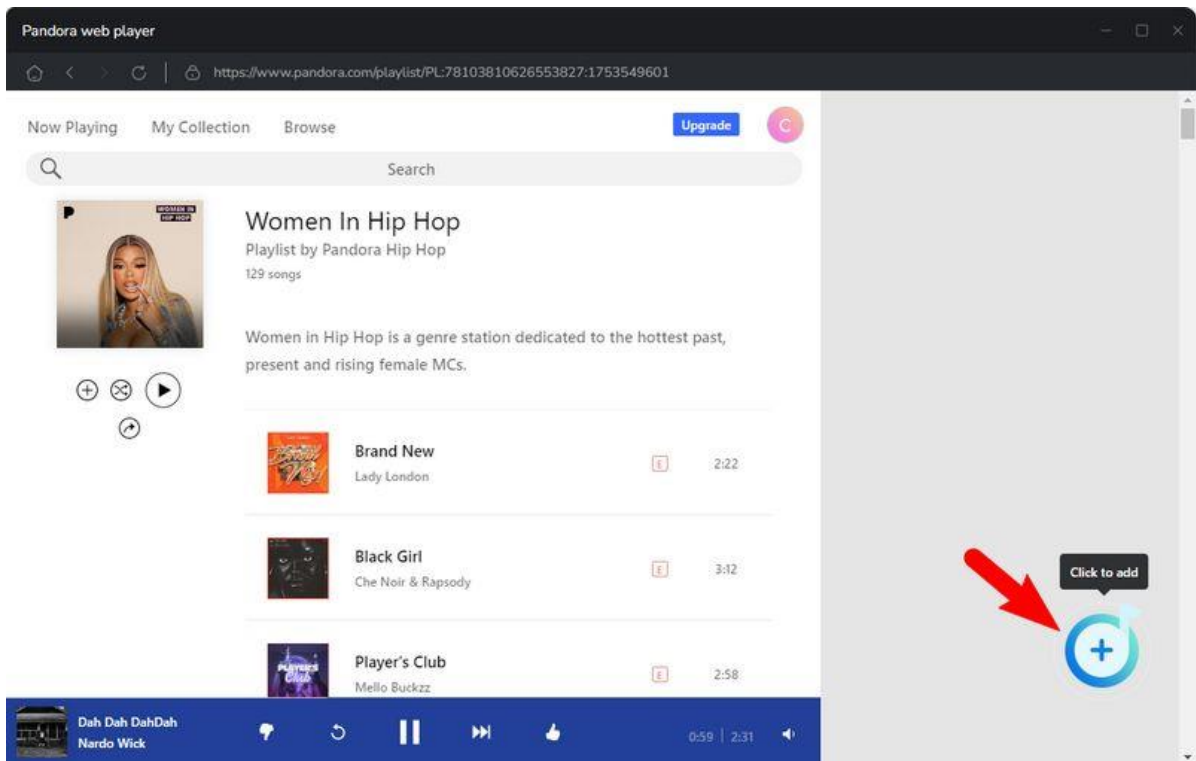 Pandora web player
https://www.pandora.com/playlist/PL:78103810626553827:1753549601
Now Playing My Collection Browse Upgrade C
Search
WOMEN IN
HIP HOP
Women In Hip Hop
Playlist by Pandora Hip Hop
129 songs
Women in Hip Hop is a genre station dedicated to the hottest past,
present and rising female MCs.
Brand New
Lady London
E 2:22
Black Girl
Che Noir & Rapsody
E 3:12
Click to add
PLAYER'S
Club
Player's Club
Mello Buckzz
E 2:58
Dah Dah DahDah
Nardo Wick
0:59 | 2:31